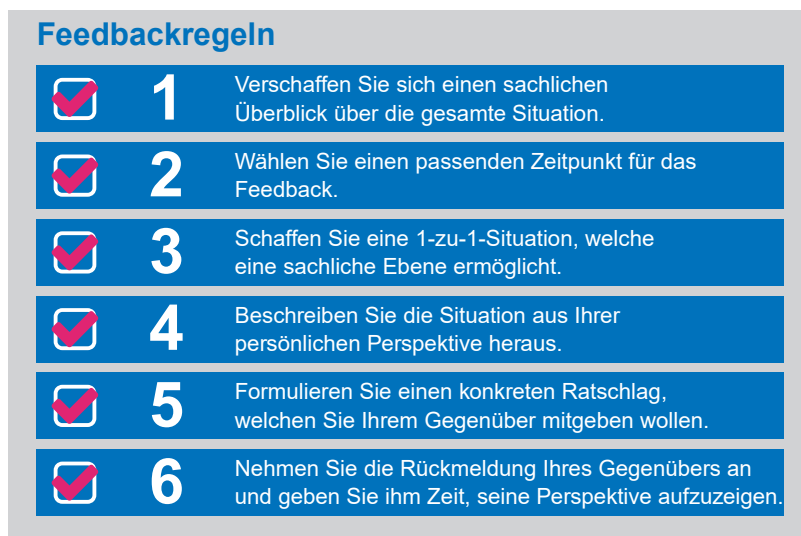 Feedbackregeln
1
Verschaffen Sie sich einen sachlichen
Überblick über die gesamte Situation.
2
Wählen Sie einen passenden Zeitpunkt für das
Feedback.
3
Schaffen Sie eine 1-zu-1-Situation, welche
eine sachliche Ebene ermöglicht.
4
Beschreiben Sie die Situation aus Ihrer
persönlichen Perspektive heraus.
5
Formulieren Sie einen konkreten Ratschlag,
welchen Sie Ihrem Gegenüber mitgeben wollen.
6
Nehmen Sie die Rückmeldung Ihres Gegenübers an
und geben Sie ihm Zeit, seine Perspektive aufzuzeigen.